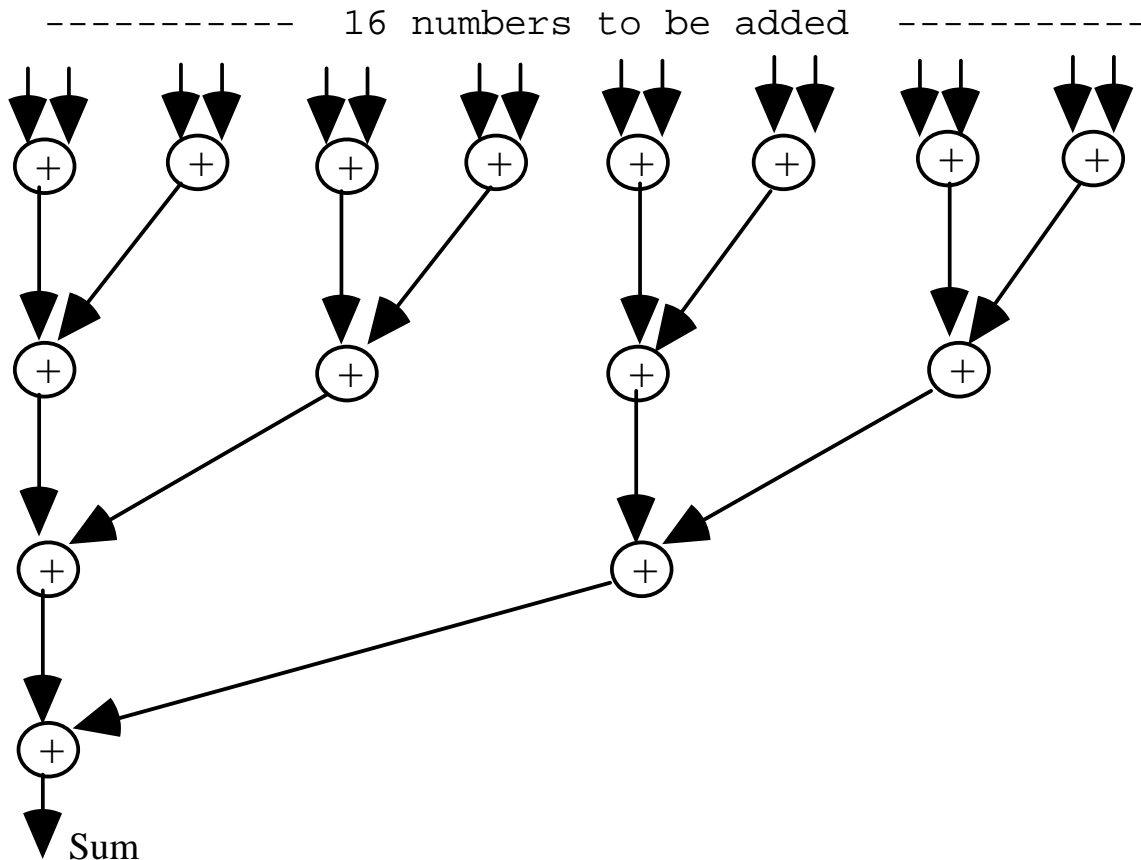 ----------- 16 numbers to be added -----------
+ + + + + + + +
+ + + +
+ +
+
Sum